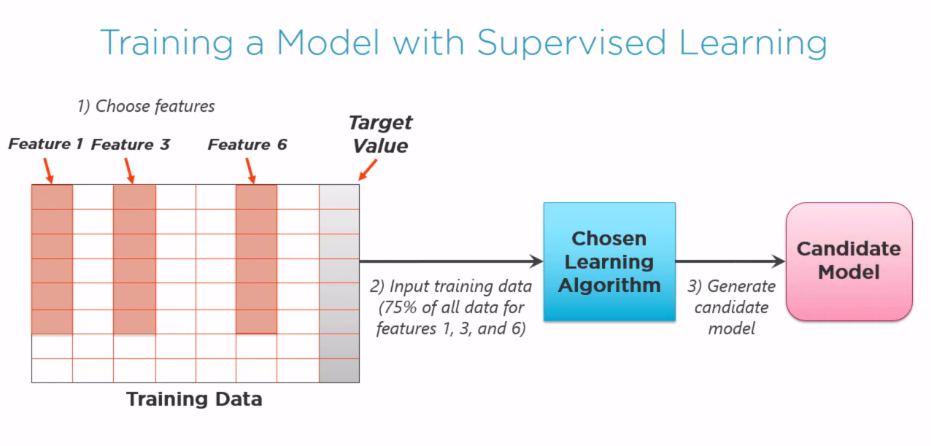 Training a Model with Supervised Learning
1) Choose features
Target
Value
Feature 1 Feature 3 Feature 6
Chosen
Learning
Algorithm
Candidate
Model
2) Input training data
(75% of all data for
features 1, 3, and 6)
3) Generate
candidate
model
Training Data